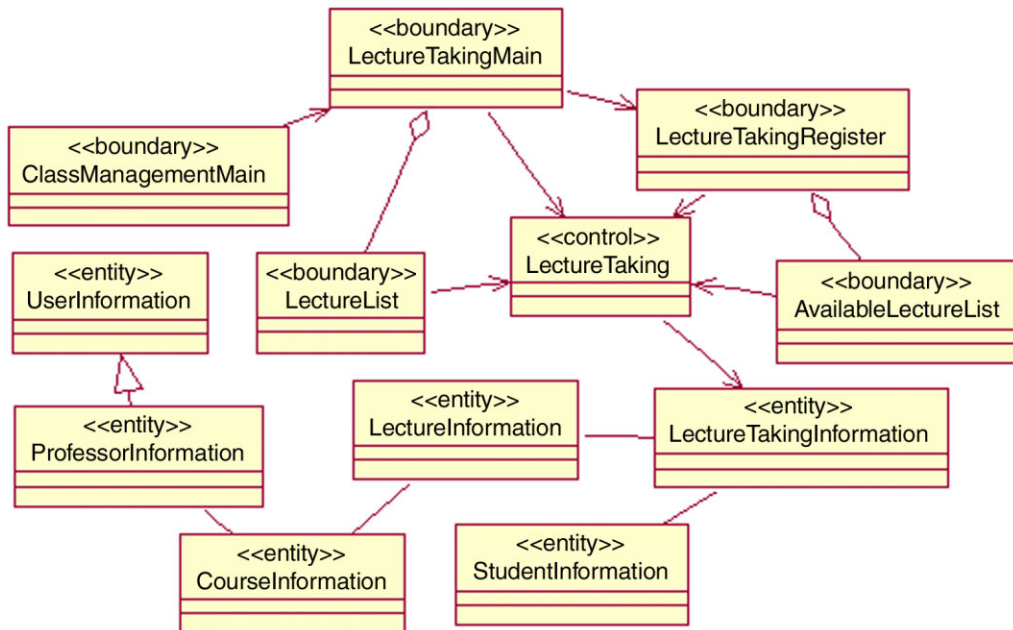 <<boundary>>
LectureTakingMain
<<boundary>>
LectureTakingRegister
<<boundary>>
ClassManagementMain
<<control>>
LectureTaking
<<entity>>
UserInformation
<<boundary>>
LectureList
<<boundary>>
AvailableLectureList
<<entity>>
ProfessorInformation
<<entity>>
LectureInformation
<<entity>>
LectureTakingInformation
<<entity>>
CourseInformation
<<entity>>
StudentInformation